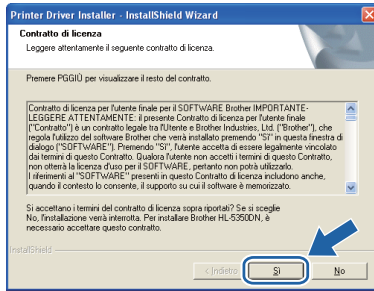 Printer Driver Installer - InstallShield Wizard
Contratto di licenza
Leggere attentamente il seguente contratto di licenza.
Premere PGGIÙ per visualizzare il resto del contratto.
Contratto di licenza per l'utente finale per il SOFTWARE Brother IMPORTANTE-
LEGGERE ATTENTAMENTE: il presente Contratto di licenza per l'utente finale
("Contratto") è un contratto legale tra l'Utente e Brother Industries, Ltd. ("Brother"), che
regola l'utilizzo del software Brother che verrà installato premendo "Sì" in questa finestra di
dialogo ("SOFTWARE"). Premendo "Sì", l'utente accetta di essere legalmente vincolato
dai termini di questo Contratto. Qualora l'utente non accetti i termini di questo Contratto,
non otterrà la licenza d'uso per il SOFTWARE, pertanto non potrà utilizzarlo.
I riferimenti al "SOFTWARE" presenti in questo Contratto di licenza includono anche,
quando il contesto lo consente, il supporto su cui il software è memorizzato.
Si accettano i termini del contratto di licenza sopra riportati? Se si sceglie
No, l'installazione verrà interrotta. Per installare Brother HL-5350DN, è
necessario accettare questo contratto.
InstallShield
< Indietro
Sì
No